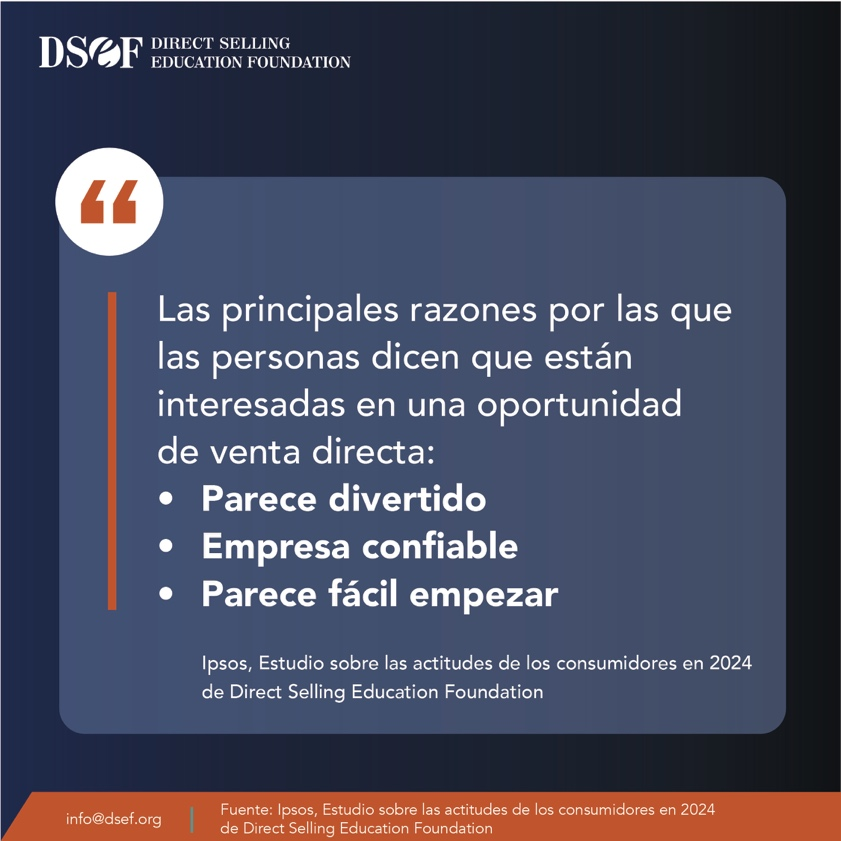 DSEF DIRECT SELLING
EDUCATION FOUNDATION
“
Las principales razones por las que
las personas dicen que están
interesadas en una oportunidad
de venta directa:
• Parece divertido
• Empresa confiable
• Parece fácil empezar
Ipsos, Estudio sobre las actitudes de los consumidores en 2024
de Direct Selling Education Foundation
info@dsef.org
Fuente: Ipsos, Estudio sobre las actitudes de los consumidores en 2024
de Direct Selling Education Foundation